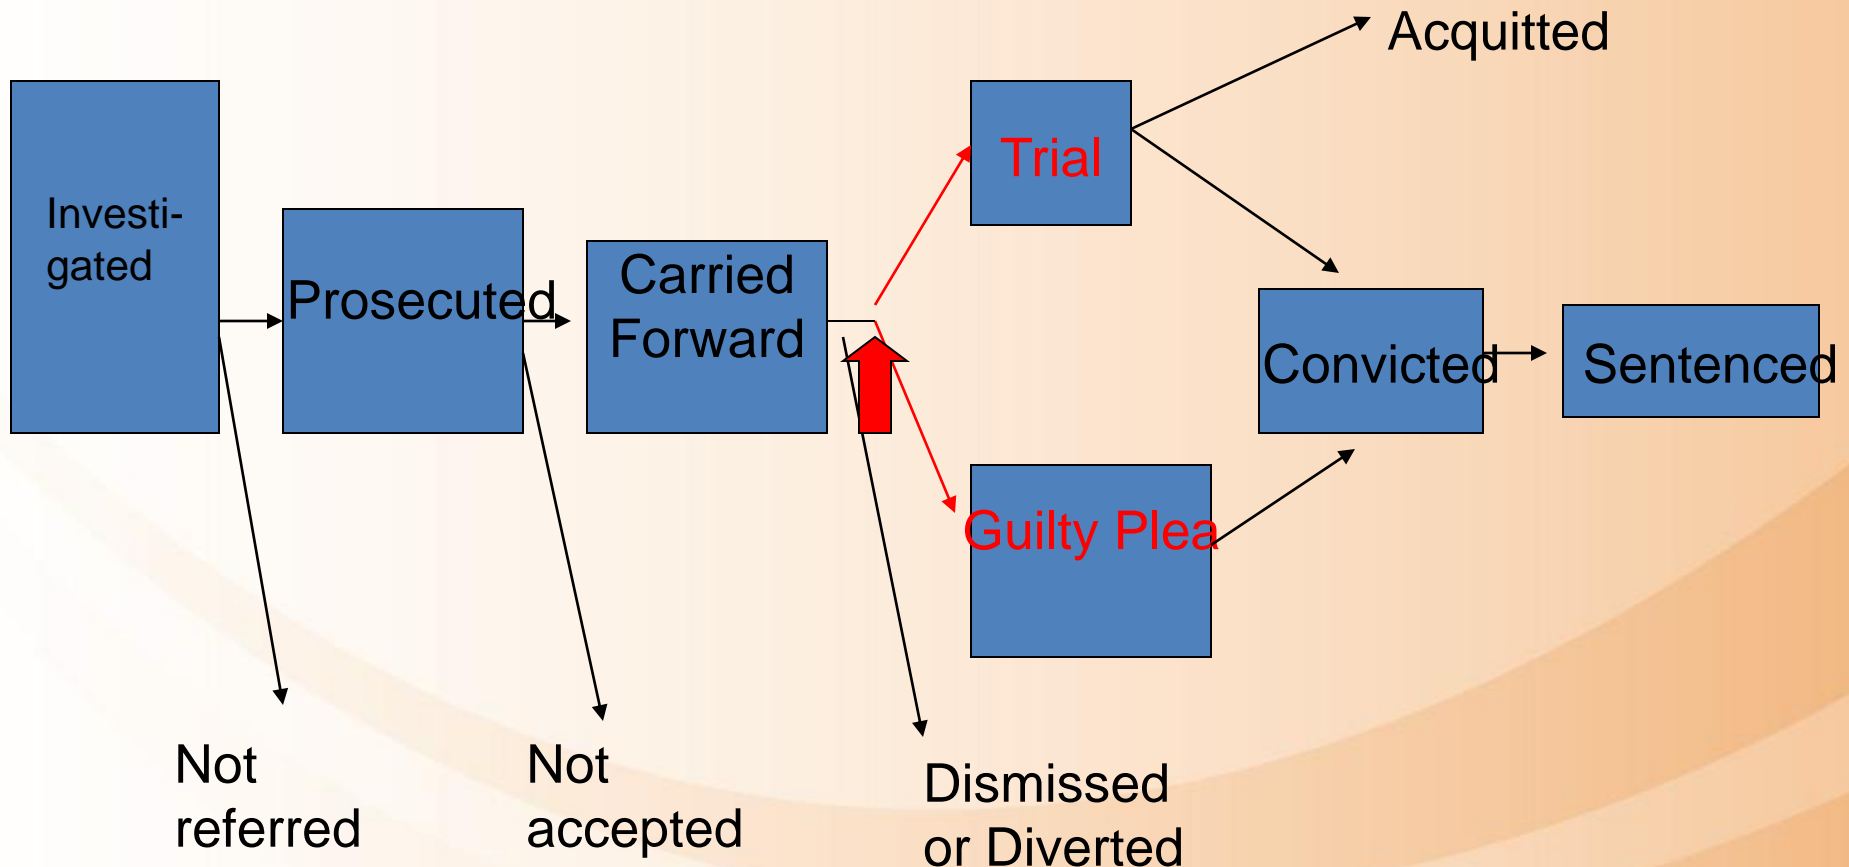 Acquitted
Trial
Investi-
gated
Prosecuted
Carried
Forward
Convicted
Sentenced
Guilty Plea
Not
referred
Not
accepted
Dismissed
or Diverted